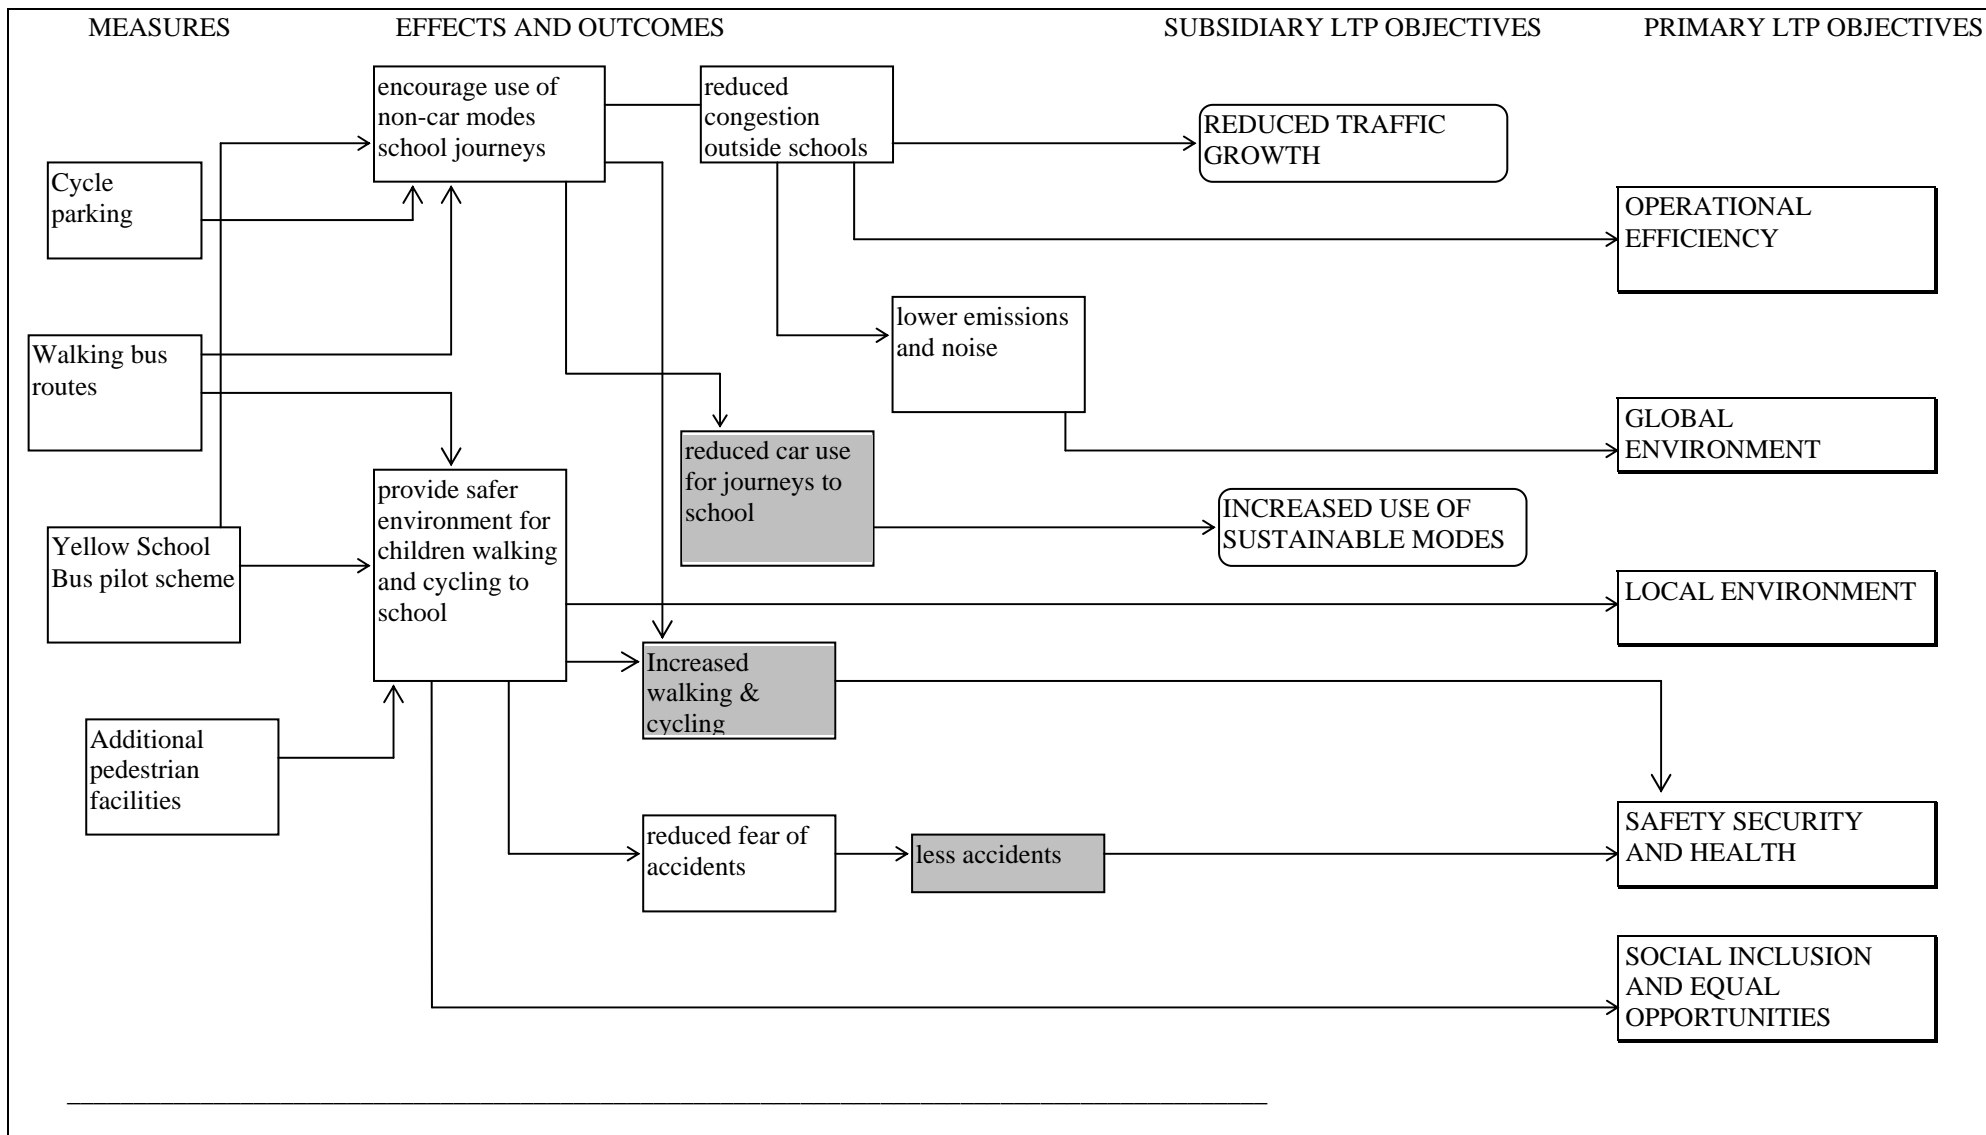 MEASURES
EFFECTS AND OUTCOMES
SUBSIDIARY LTP OBJECTIVES
PRIMARY LTP OBJECTIVES
encourage use of
non-car modes
school journeys
reduced
congestion
outside schools
REDUCED TRAFFIC
GROWTH
Cycle
parking
OPERATIONAL
EFFICIENCY
lower emissions
and noise
Walking bus
routes
GLOBAL
ENVIRONMENT
reduced car use
for journeys to
school
provide safer
environment for
children walking
and cycling to
school
INCREASED USE OF
SUSTAINABLE MODES
Yellow School
Bus pilot scheme
LOCAL ENVIRONMENT
Increased
walking &
cycling
Additional
pedestrian
facilities
reduced fear of
accidents
less accidents
SAFETY SECURITY
AND HEALTH
SOCIAL INCLUSION
AND EQUAL
OPPORTUNITIES